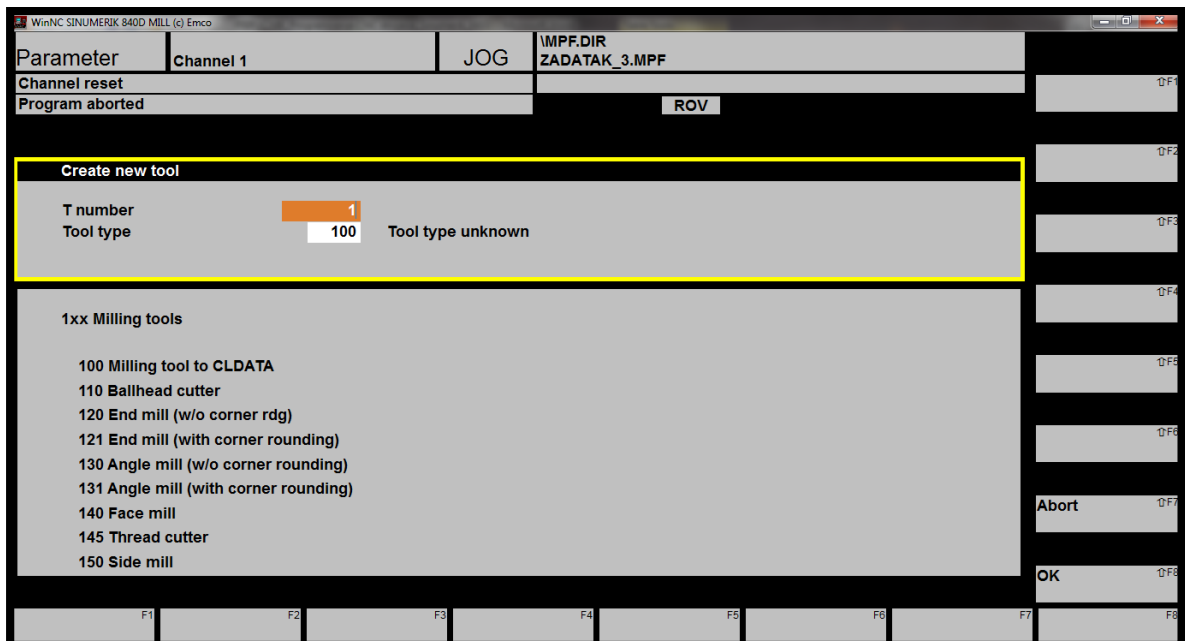 WinNC SINUMERIK 840D MILL (c) Emco
Parameter Channel 1 JOG \MPF.DIR
ZADATAK_3.MPF
Channel reset
Program aborted ROV
Create new tool
T number 1
Tool type 100 Tool type unknown
1xx Milling tools
100 Milling tool to CLDATA
110 Ballhead cutter
120 End mill (w/o corner rdg)
121 End mill (with corner rounding)
130 Angle mill (w/o corner rounding)
131 Angle mill (with corner rounding)
140 Face mill
145 Thread cutter
150 Side mill
⇧F1
⇧F2
⇧F3
⇧F4
⇧F5
⇧F6
Abort ⇧F7
OK ⇧F8
F1 F2 F3 F4 F5 F6 F7 F8